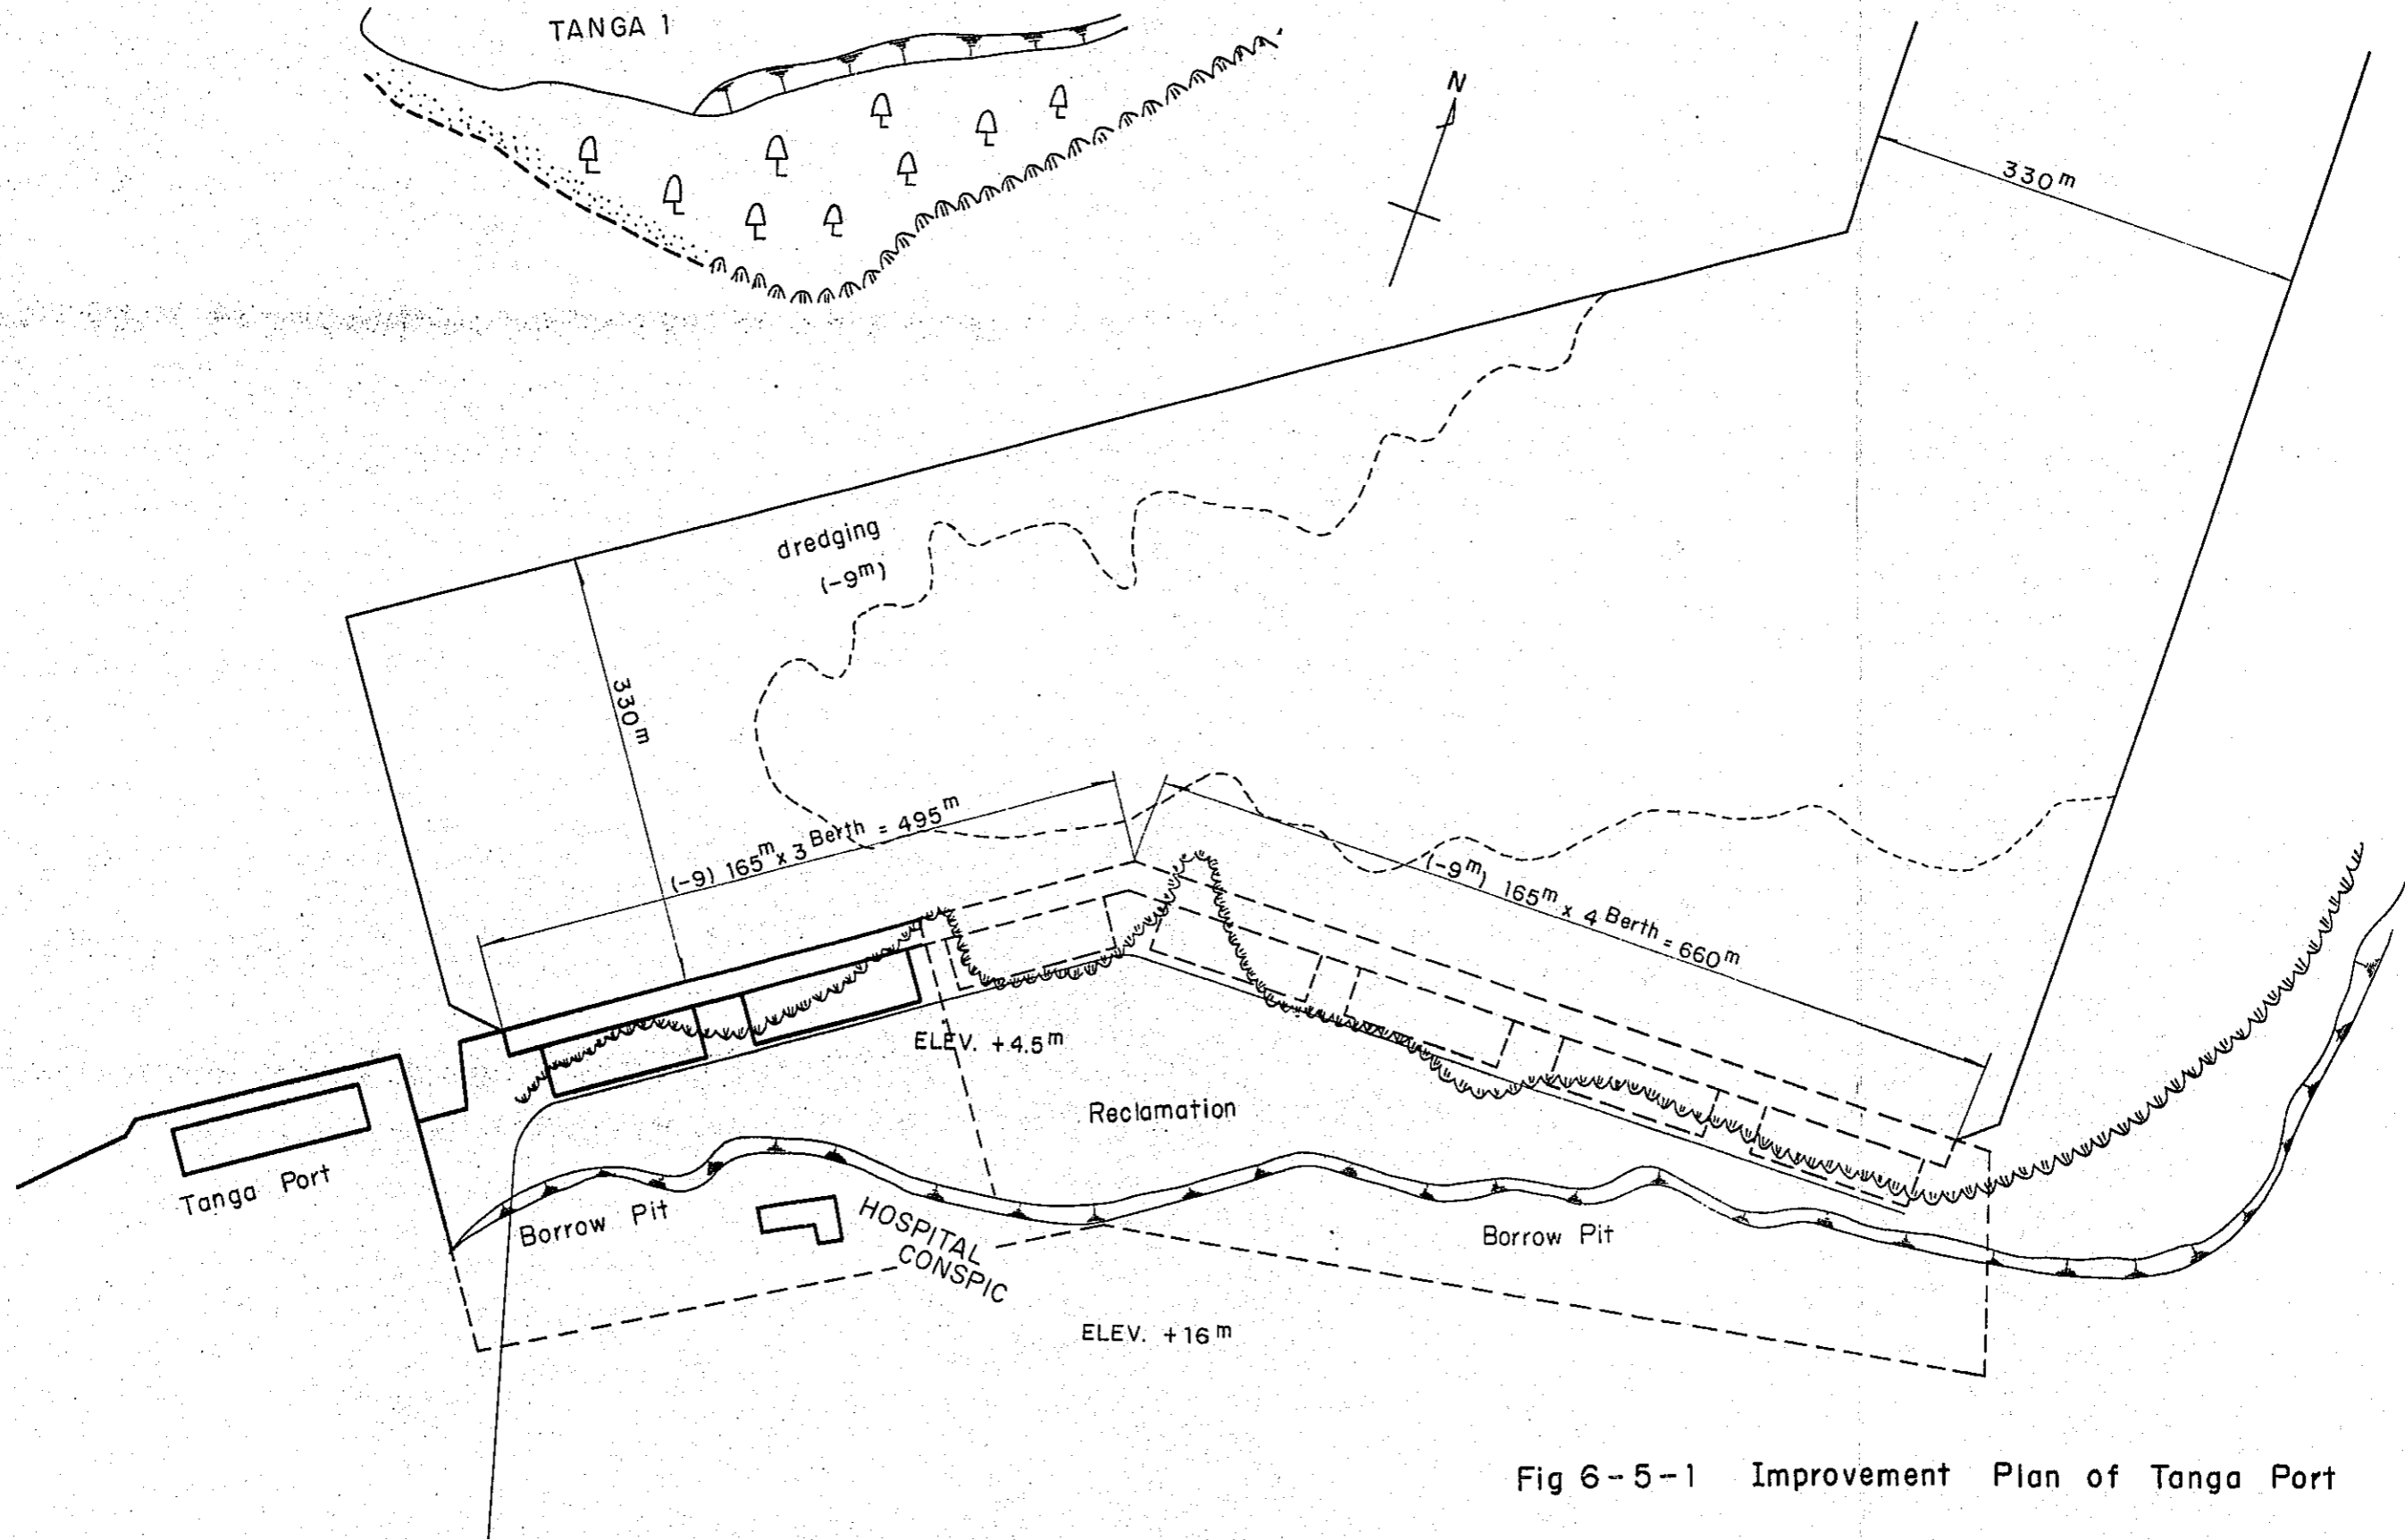 TANGA 1
N
330m
dredging
(-9m)
330m
(-9) 165m x 3 Berth = 495m
(-9m) 165m x 4 Berth = 660m
ELEV. +4.5m
Reclamation
Tanga Port
Borrow Pit
HOSPITAL
CONSPIC
Borrow Pit
ELEV. +16m
Fig 6-5-1 Improvement Plan of Tanga Port